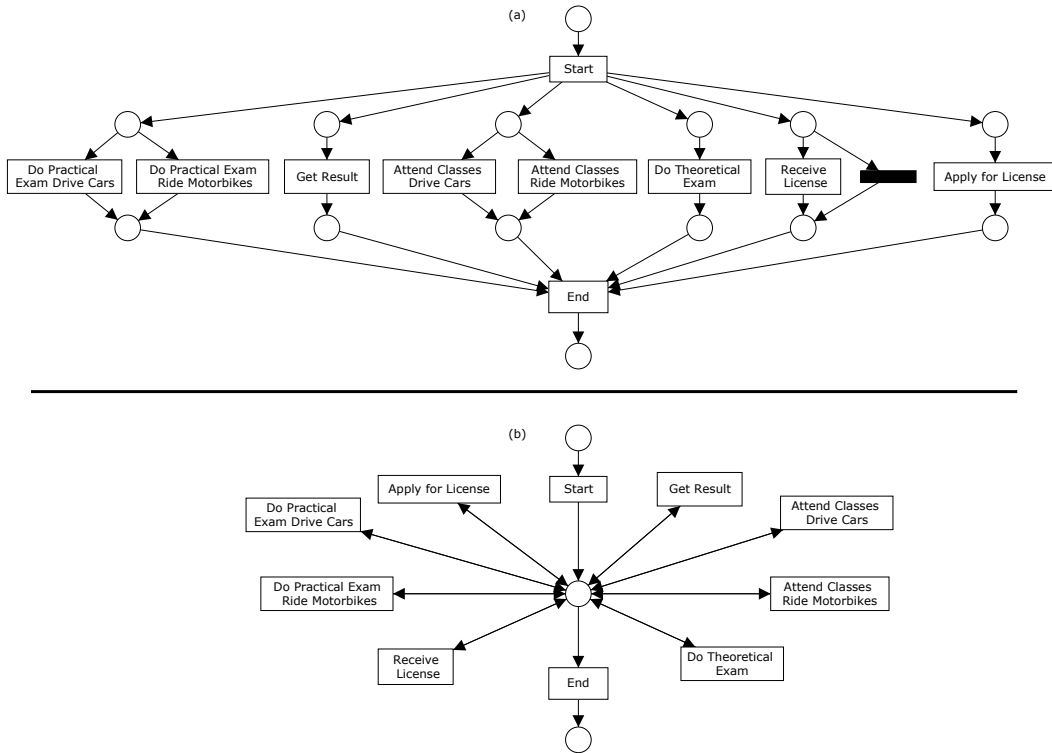 (a)
Start
Do Practical
Exam Drive Cars
Do Practical Exam
Ride Motorbikes
Get Result
Attend Classes
Drive Cars
Attend Classes
Ride Motorbikes
Do Theoretical
Exam
Receive
License
Apply for License
End
(b)
Start
Apply for License
Get Result
Do Practical
Exam Drive Cars
Attend Classes
Drive Cars
Do Practical Exam
Ride Motorbikes
Attend Classes
Ride Motorbikes
Receive
License
Do Theoretical
Exam
End